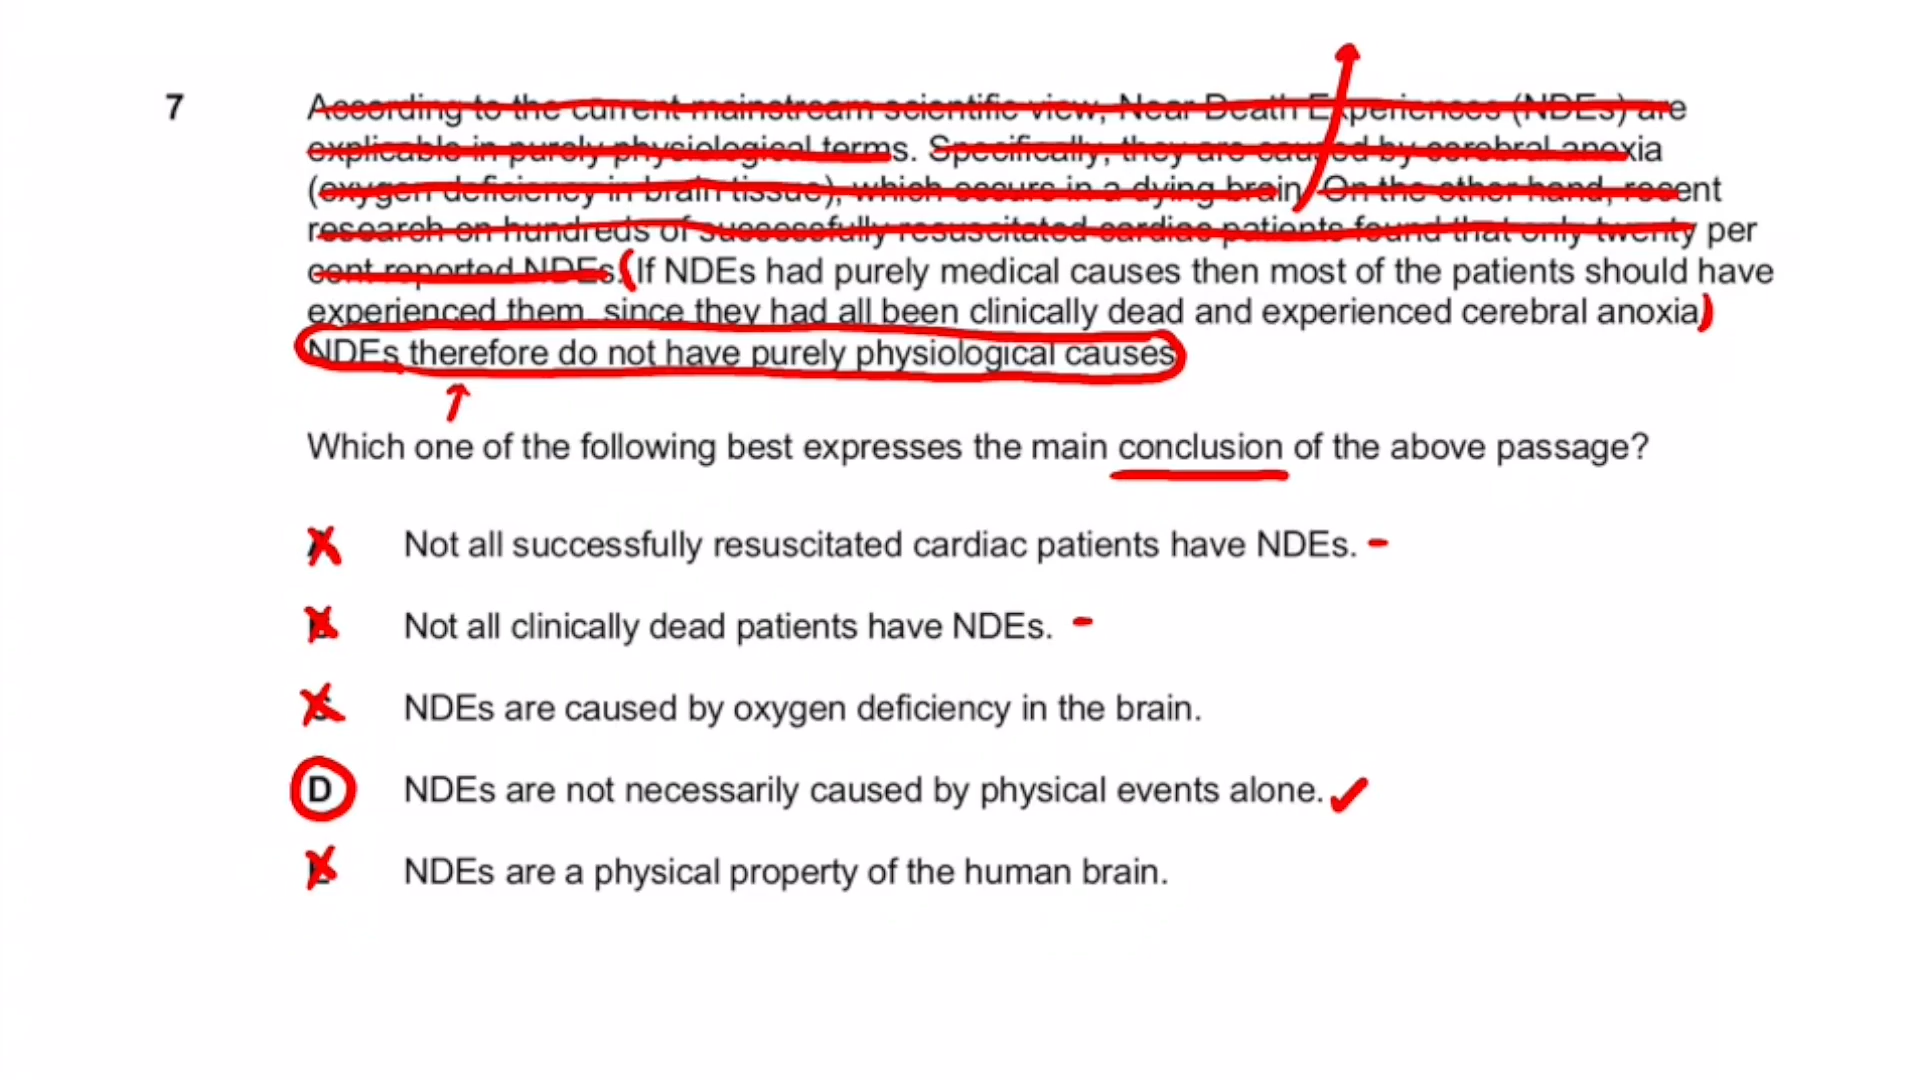 7
According to the current mainstream scientific view, Near Death Experiences (NDEs) are
explicable in purely physiological terms. Specifically, they are caused by cerebral anoxia
(oxygen deficiency in brain tissue), which occurs in a dying brain. On the other hand, recent
research on hundreds of successfully resuscitated cardiac patients found that only twenty per
cent reported NDEs. If NDEs had purely medical causes then most of the patients should have
experienced them, since they had all been clinically dead and experienced cerebral anoxia.
NDEs therefore do not have purely physiological causes.
Which one of the following best expresses the main conclusion of the above passage?
Not all successfully resuscitated cardiac patients have NDEs.
Not all clinically dead patients have NDEs.
NDEs are caused by oxygen deficiency in the brain.
D NDEs are not necessarily caused by physical events alone.
NDEs are a physical property of the human brain.